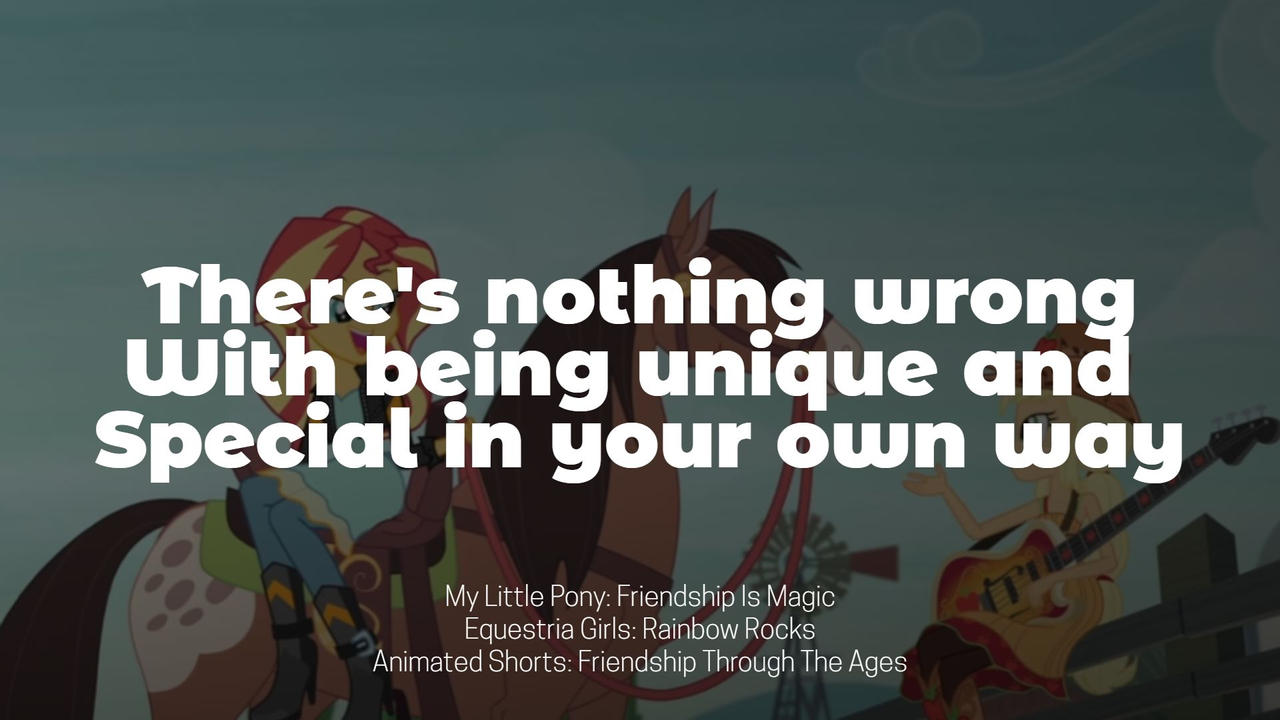 There's nothing wrong
With being unique and
Special in your own way
My Little Pony: Friendship Is Magic
Equestria Girls: Rainbow Rocks
Animated Shorts: Friendship Through The Ages